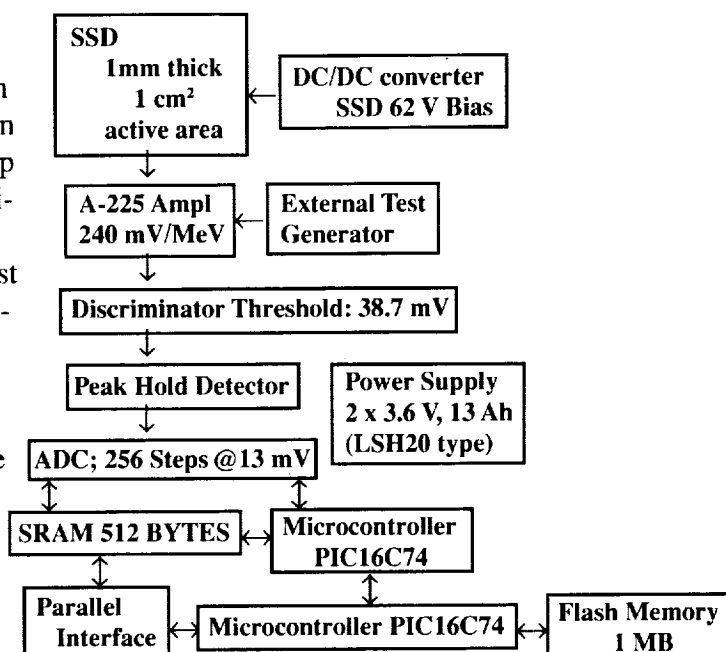 SSD
1mm thick
1 cm²
active area
DC/DC converter
SSD 62 V Bias
A-225 Ampl
240 mV/MeV
External Test
Generator
Discriminator Threshold: 38.7 mV
Peak Hold Detector
Power Supply
2 x 3.6 V, 13 Ah
(LSH20 type)
ADC; 256 Steps @13 mV
SRAM 512 BYTES
Microcontroller
PIC16C74
Parallel
Interface
Microcontroller PIC16C74
Flash Memory
1 MB